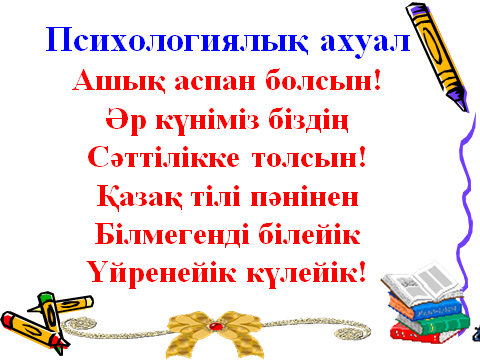 Психологиялық ахуал
Ашық аспан болсын!
Әр күніміз біздің
Сәттілікке толсын!
Қазақ тілі пәнінен
Білмегенді білейік
Үйренейік күлейік!